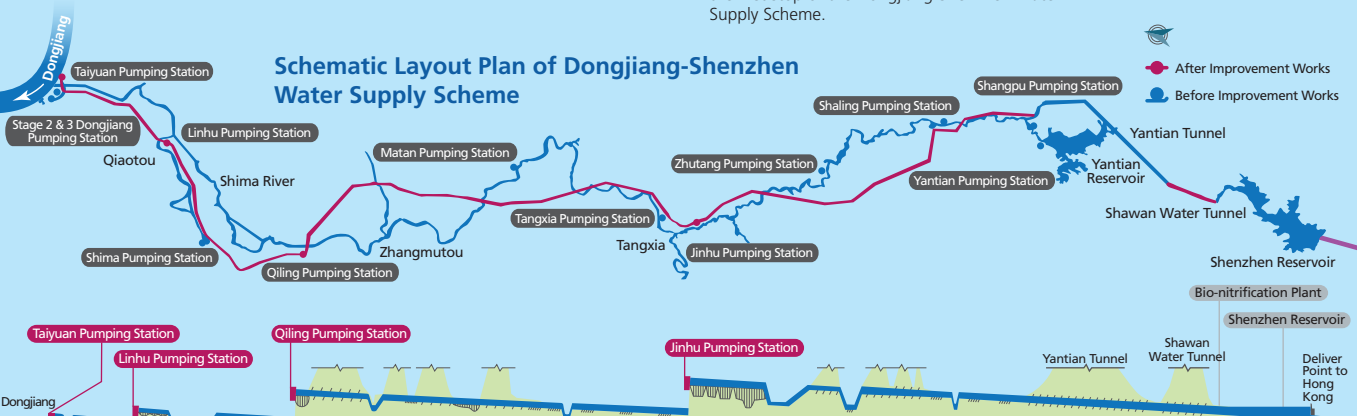 Supply Scheme.
Dongjiang
Schematic Layout Plan of Dongjiang-Shenzhen
Water Supply Scheme
After Improvement Works
Before Improvement Works
Taiyuan Pumping Station
Stage 2 & 3 Dongjiang
Pumping Station
Qiaotou
Linhu Pumping Station
Shima River
Shima Pumping Station
Qiling Pumping Station
Zhangmutou
Matan Pumping Station
Tangxia Pumping Station
Tangxia
Jinhu Pumping Station
Zhutang Pumping Station
Shaling Pumping Station
Shangpu Pumping Station
Yantian Pumping Station
Yantian Tunnel
Yantian
Reservoir
Shawan Water Tunnel
Shenzhen Reservoir
Bio-nitrification Plant
Shenzhen Reservoir
Taiyuan Pumping Station
Linhu Pumping Station
Qiling Pumping Station
Jinhu Pumping Station
Yantian Tunnel
Shawan
Water Tunnel
Deliver
Point to
Hong
Kong
Dongjiang